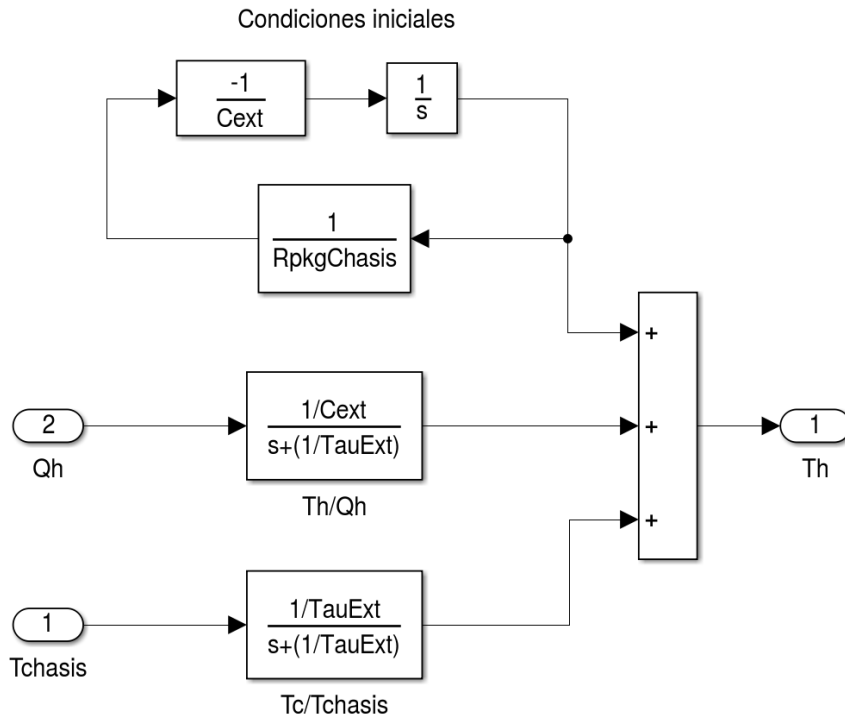 Condiciones iniciales
-1
Cext
1
s
1
RpkgChasis
+
2
1/Cext
s+(1/TauExt)
+
1
Qh
Th/Qh
Th
+
1
1/TauExt
s+(1/TauExt)
Tchasis
Tc/Tchasis